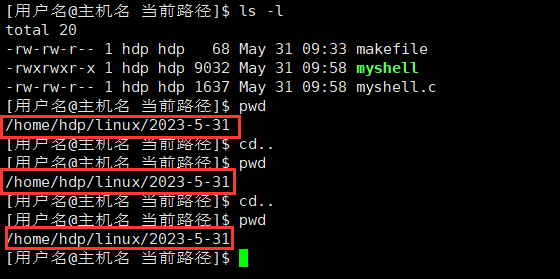 [用户名@主机名 当前路径]$ ls -l
total 20
-rw-rw-r-- 1 hdp hdp   68 May 31 09:33 makefile
-rwxrwxr-x 1 hdp hdp 9032 May 31 09:58 myshell
-rw-rw-r-- 1 hdp hdp 1637 May 31 09:58 myshell.c
[用户名@主机名 当前路径]$ pwd
/home/hdp/linux/2023-5-31
[用户名@主机名 当前路径]$ cd..
[用户名@主机名 当前路径]$ pwd
/home/hdp/linux/2023-5-31
[用户名@主机名 当前路径]$ cd..
[用户名@主机名 当前路径]$ pwd
/home/hdp/linux/2023-5-31
[用户名@主机名 当前路径]$